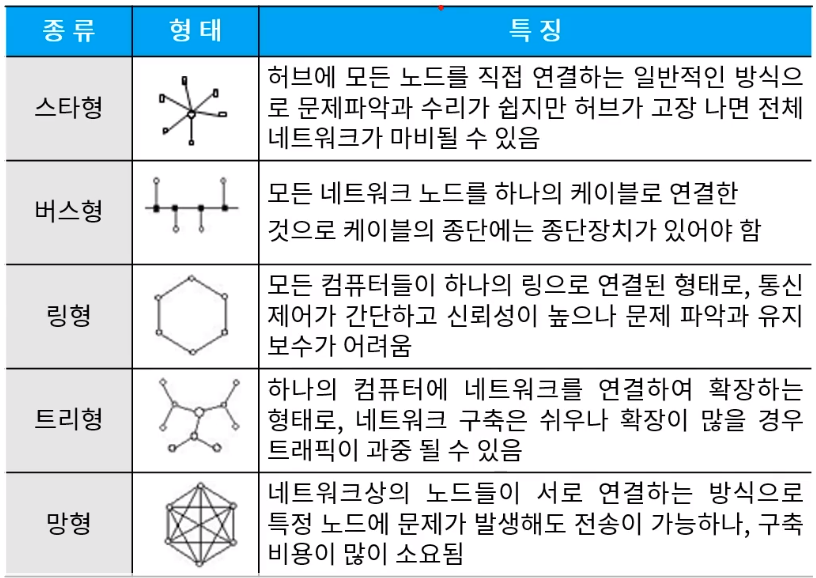 종 류 형 태 특 징
스타형
허브에 모든 노드를 직접 연결하는 일반적인 방식으
로 문제파악과 수리가 쉽지만 허브가 고장 나면 전체
네트워크가 마비될 수 있음
버스형
모든 네트워크 노드를 하나의 케이블로 연결한
것으로 케이블의 종단에는 종단장치가 있어야 함
링형
모든 컴퓨터들이 하나의 링으로 연결된 형태로, 통신
제어가 간단하고 신뢰성이 높으나 문제 파악과 유지
보수가 어려움
트리형
하나의 컴퓨터에 네트워크를 연결하여 확장하는
형태로, 네트워크 구축은 쉬우나 확장이 많을 경우
트래픽이 과중 될 수 있음
망형
네트워크상의 노드들이 서로 연결하는 방식으로
특정 노드에 문제가 발생해도 전송이 가능하나, 구축
비용이 많이 소요됨